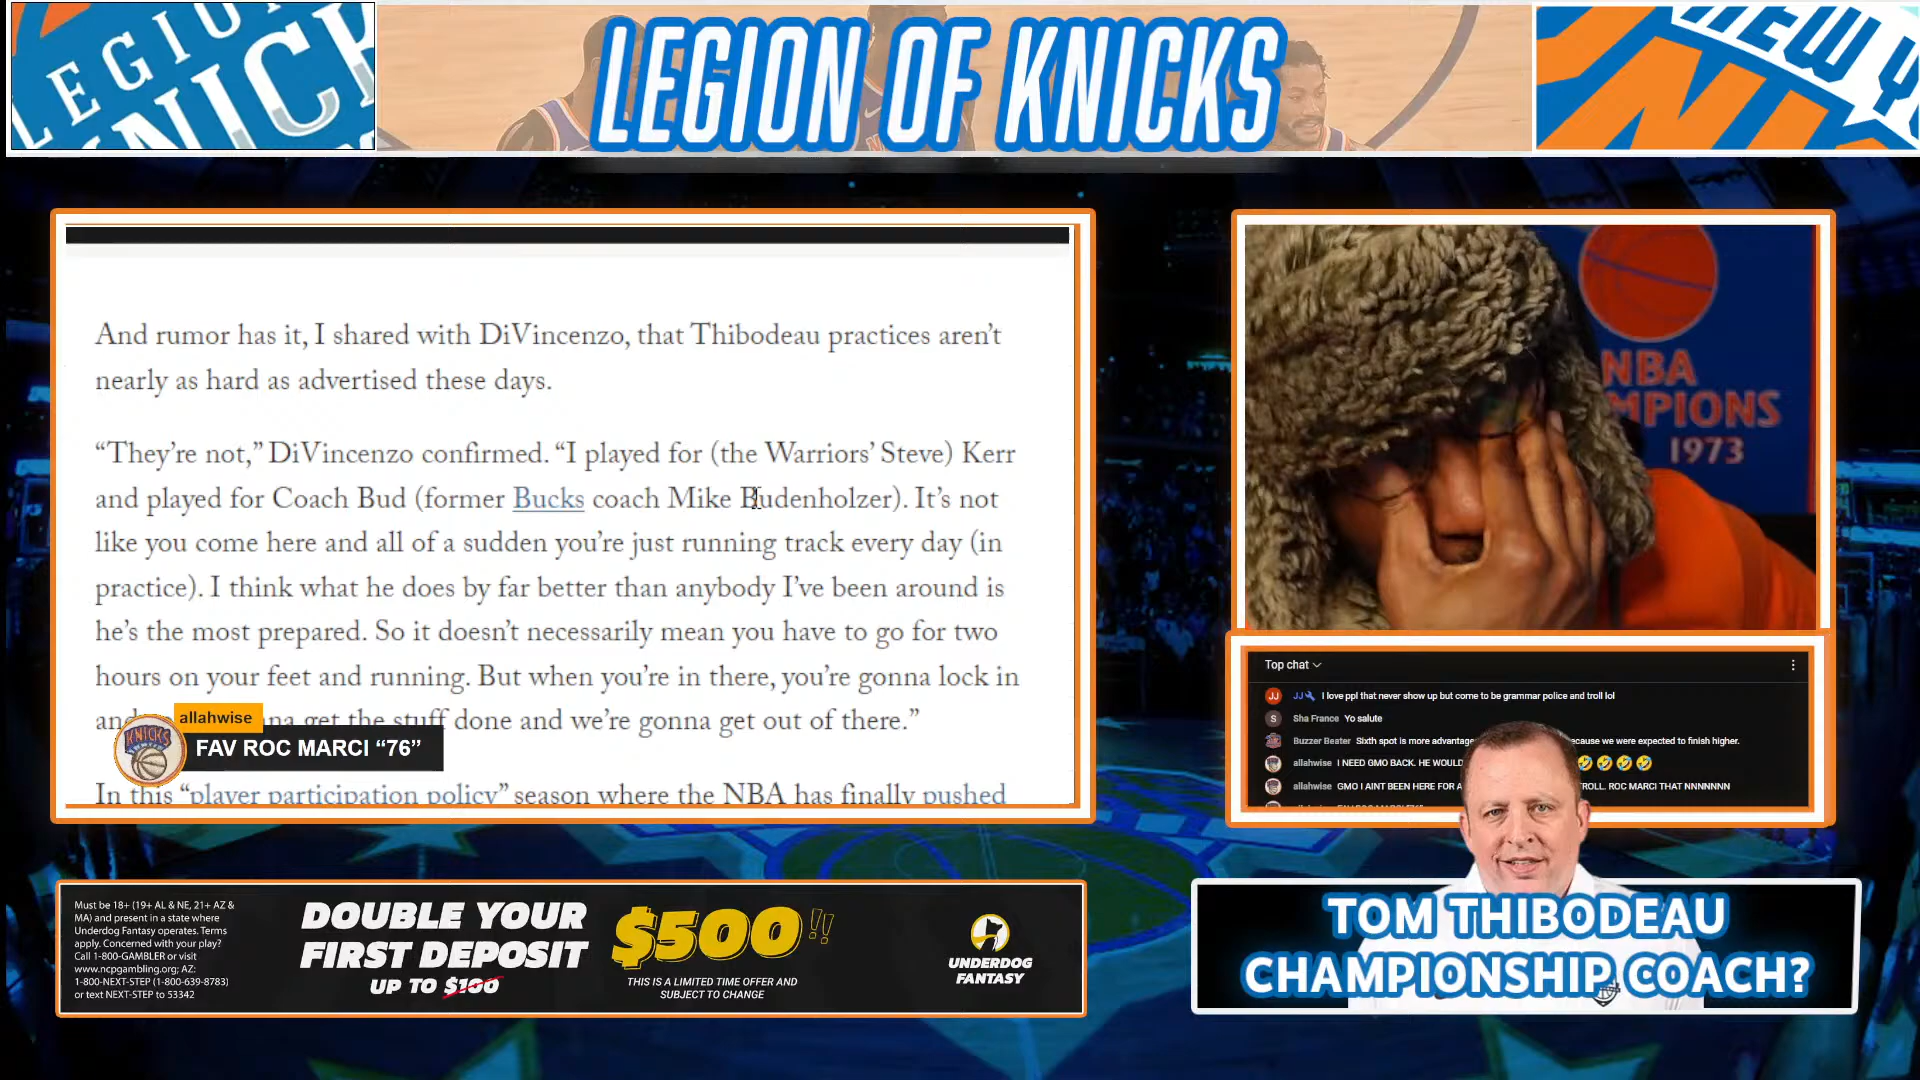 LEGION
KNICK
LEGION OF KNICKS
NEW Y
And rumor has it, I shared with DiVincenzo, that Thibodeau practices aren’t
nearly as hard as advertised these days.
“They’re not,” DiVincenzo confirmed. “I played for (the Warriors’ Steve) Kerr
and played for Coach Bud (former Bucks coach Mike Budenholzer). It’s not
like you come here and all of a sudden you’re just running track every day (in
practice). I think what he does by far better than anybody I’ve been around is
he’s the most prepared. So it doesn’t necessarily mean you have to go for two
hours on your feet and running. But when you’re in there, you’re gonna lock in
and na get the stuff done and we’re gonna get out of there.”
In this “player participation policy” season where the NBA has finally pushed
allahwise
KNICKS
FAV ROC MARCI “76”
NBA
MPIONS
1973
Top chat
JJ JJ I love ppl that never show up but come to be grammar police and troll lol
S Sha France Yo salute
Buzzer Beater Sixth spot is more advantage ecause we were expected to finish higher.
allahwise I NEED GMO BACK. HE WOULD
allahwise GMO I AINT BEEN HERE FOR A TROLL. ROC MARCI THAT NNNNNNN
Must be 18+ (19+ AL & NE, 21+ AZ &
MA) and present in a state where
Underdog Fantasy operates. Terms
apply. Concerned with your play?
Call 1-800-GAMBLER or visit
www.ncpgambling.org; AZ:
1-800-NEXT-STEP (1-800-639-8783)
or text NEXT-STEP to 53342
DOUBLE YOUR
FIRST DEPOSIT
UP TO $100
$500!!
THIS IS A LIMITED TIME OFFER AND
SUBJECT TO CHANGE
UNDERDOG
FANTASY
TOM THIBODEAU
CHAMPIONSHIP COACH?